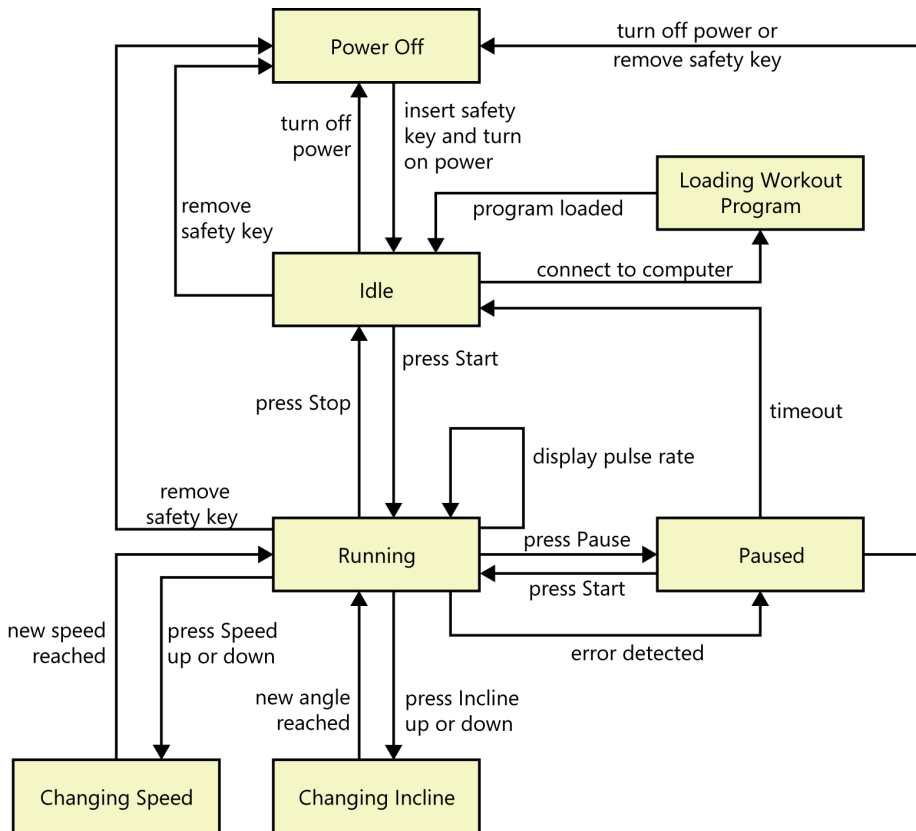 Power Off
turn off power or
remove safety key
turn off
power
insert safety
key and turn
on power
Loading Workout
Program
program loaded
remove
safety key
connect to computer
Idle
press Start
press Stop
timeout
display pulse rate
remove
safety key
Running
press Pause
Paused
press Start
new speed
reached
press Speed
up or down
error detected
new angle
reached
press Incline
up or down
Changing Speed
Changing Incline